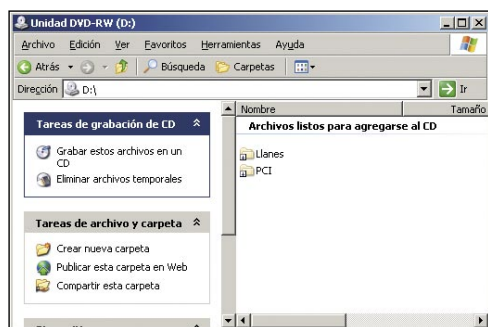 Unidad DVD-RW (D:)
Archivo Edición Ver Favoritos Herramientas Ayuda
Atrás Búsqueda Carpetas
Dirección D:\ Ir
Nombre Tamaño
Archivos listos para agregarse al CD
Llanes
PCI
Tareas de grabación de CD
Grabar estos archivos en un
CD
Eliminar archivos temporales
Tareas de archivo y carpeta
Crear nueva carpeta
Publicar esta carpeta en Web
Compartir esta carpeta